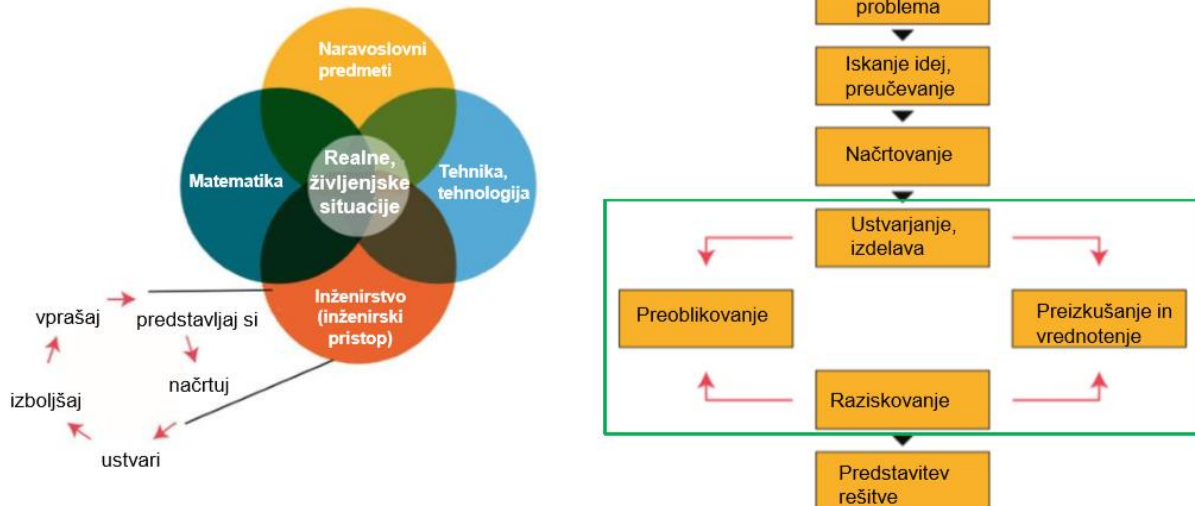 Naravoslovni
predmeti
Matematika
Realne,
življenjske
situacije
Tehnika,
tehnologija
Inženirstvo
(inženirski
pristop)
vprašaj
predstavljaj si
načrtuj
ustvari
izboljšaj
problema
Iskanje idej,
preučevanje
Načrtovanje
Ustvarjanje,
izdelava
Preoblikovanje
Preizkušanje in
vrednotenje
Raziskovanje
Predstavitev
rešitve